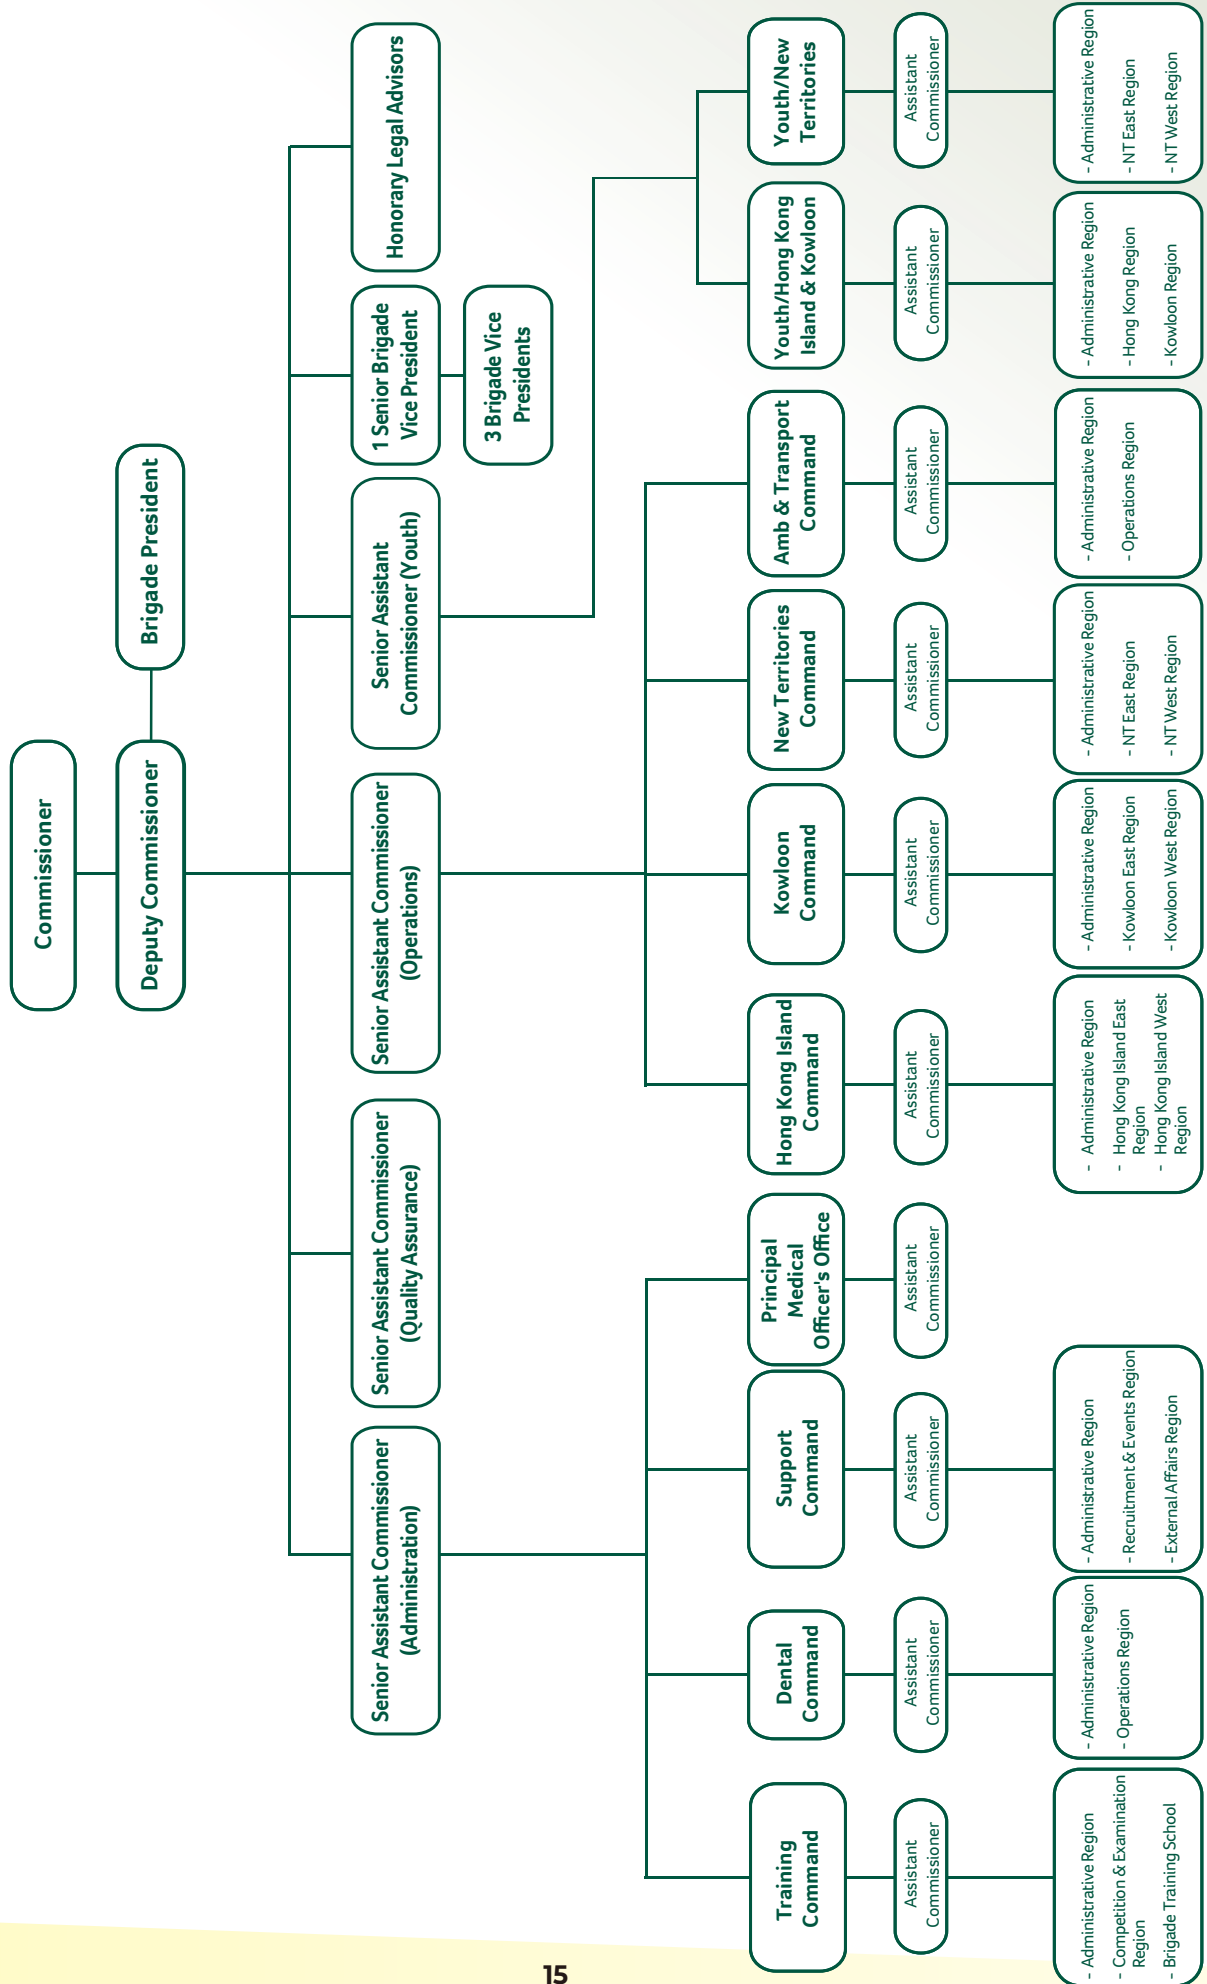 Commissioner
Deputy Commissioner
Brigade President
Senior Assistant Commissioner
(Administration)
Senior Assistant Commissioner
(Quality Assurance)
Senior Assistant Commissioner
(Operations)
Senior Assistant
Commissioner (Youth)
1 Senior Brigade
Vice President
Honorary Legal Advisors
3 Brigade Vice
Presidents
Training
Command
Dental
Command
Support
Command
Principal
Medical
Officer's Office
Hong Kong Island
Command
Kowloon
Command
New Territories
Command
Amb & Transport
Command
Youth/Hong Kong
Island & Kowloon
Youth/New
Territories
Assistant
Commissioner
Assistant
Commissioner
Assistant
Commissioner
Assistant
Commissioner
Assistant
Commissioner
Assistant
Commissioner
Assistant
Commissioner
Assistant
Commissioner
Assistant
Commissioner
Assistant
Commissioner
- Administrative Region
- Competition & Examination
Region
- Brigade Training School
- Administrative Region
- Operations Region
- Administrative Region
- Recruitment & Events Region
- External Affairs Region
- Administrative Region
- Hong Kong Island East
Region
- Hong Kong Island West
Region
- Administrative Region
- Kowloon East Region
- Kowloon West Region
- Administrative Region
- NT East Region
- NT West Region
- Administrative Region
- Operations Region
- Administrative Region
- Hong Kong Region
- Kowloon Region
- Administrative Region
- NT East Region
- NT West Region
15